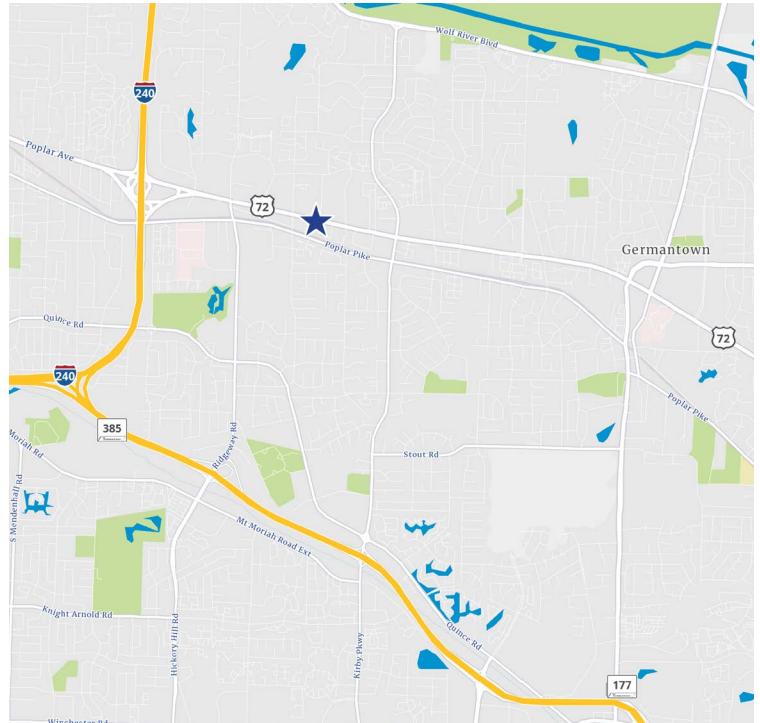 Wolf River Blvd
240
Poplar Ave
72
Poplar Pike
Germantown
Quince Rd
72
240
Poplar Pike
385
Moriah Rd
Ridgeway Rd
Stout Rd
S Mendenhall Rd
Mt Moriah Road Ext
Knight Arnold Rd
Hickory Hill Rd
Kirby Pkwy
Quince Rd
177
Winchester Rd